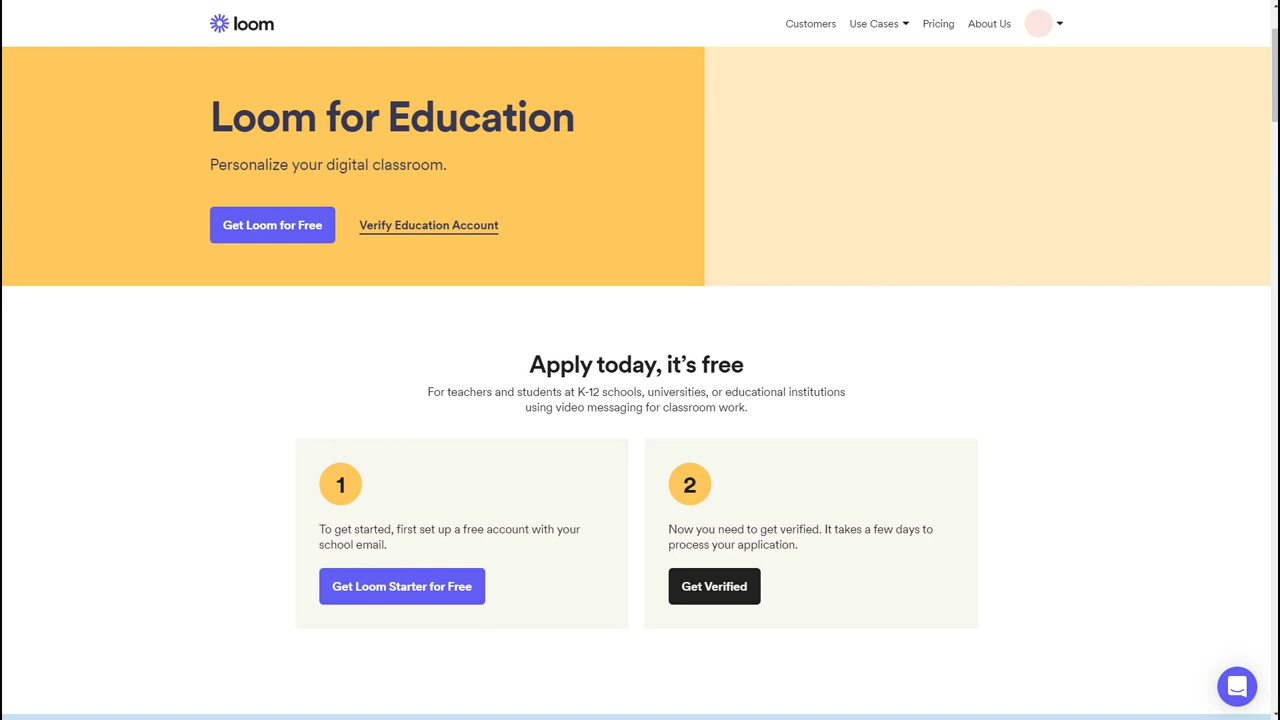 loom
Customers
Use Cases
Pricing
About Us
Loom for Education
Personalize your digital classroom.
Get Loom for Free
Verify Education Account
Apply today, it’s free
For teachers and students at K-12 schools, universities, or educational institutions
using video messaging for classroom work.
1
To get started, first set up a free account with your
school email.
Get Loom Starter for Free
2
Now you need to get verified. It takes a few days to
process your application.
Get Verified